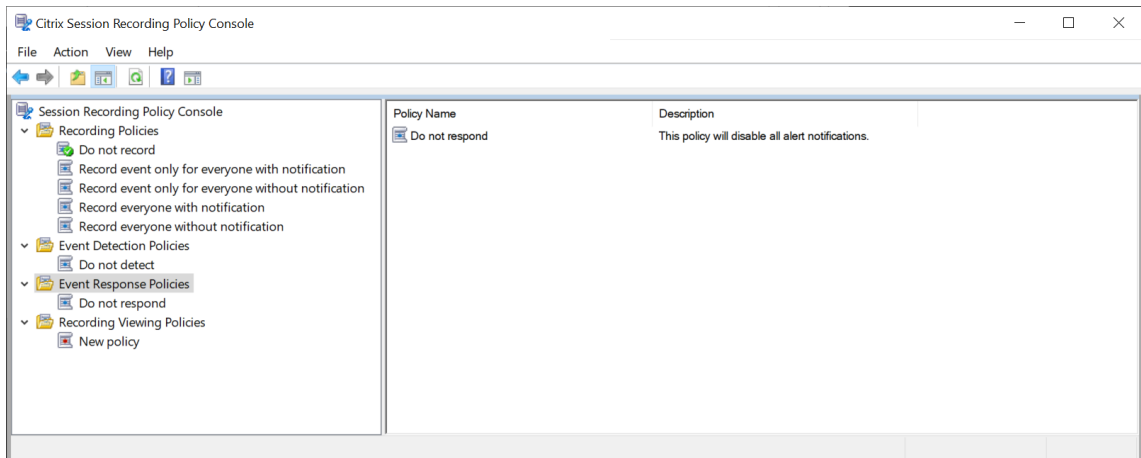 Citrix Session Recording Policy Console
File Action View Help
Session Recording Policy Console
Recording Policies
Do not record
Record event only for everyone with notification
Record event only for everyone without notification
Record everyone with notification
Record everyone without notification
Event Detection Policies
Do not detect
Event Response Policies
Do not respond
Recording Viewing Policies
New policy
Policy Name Description
Do not respond This policy will disable all alert notifications.